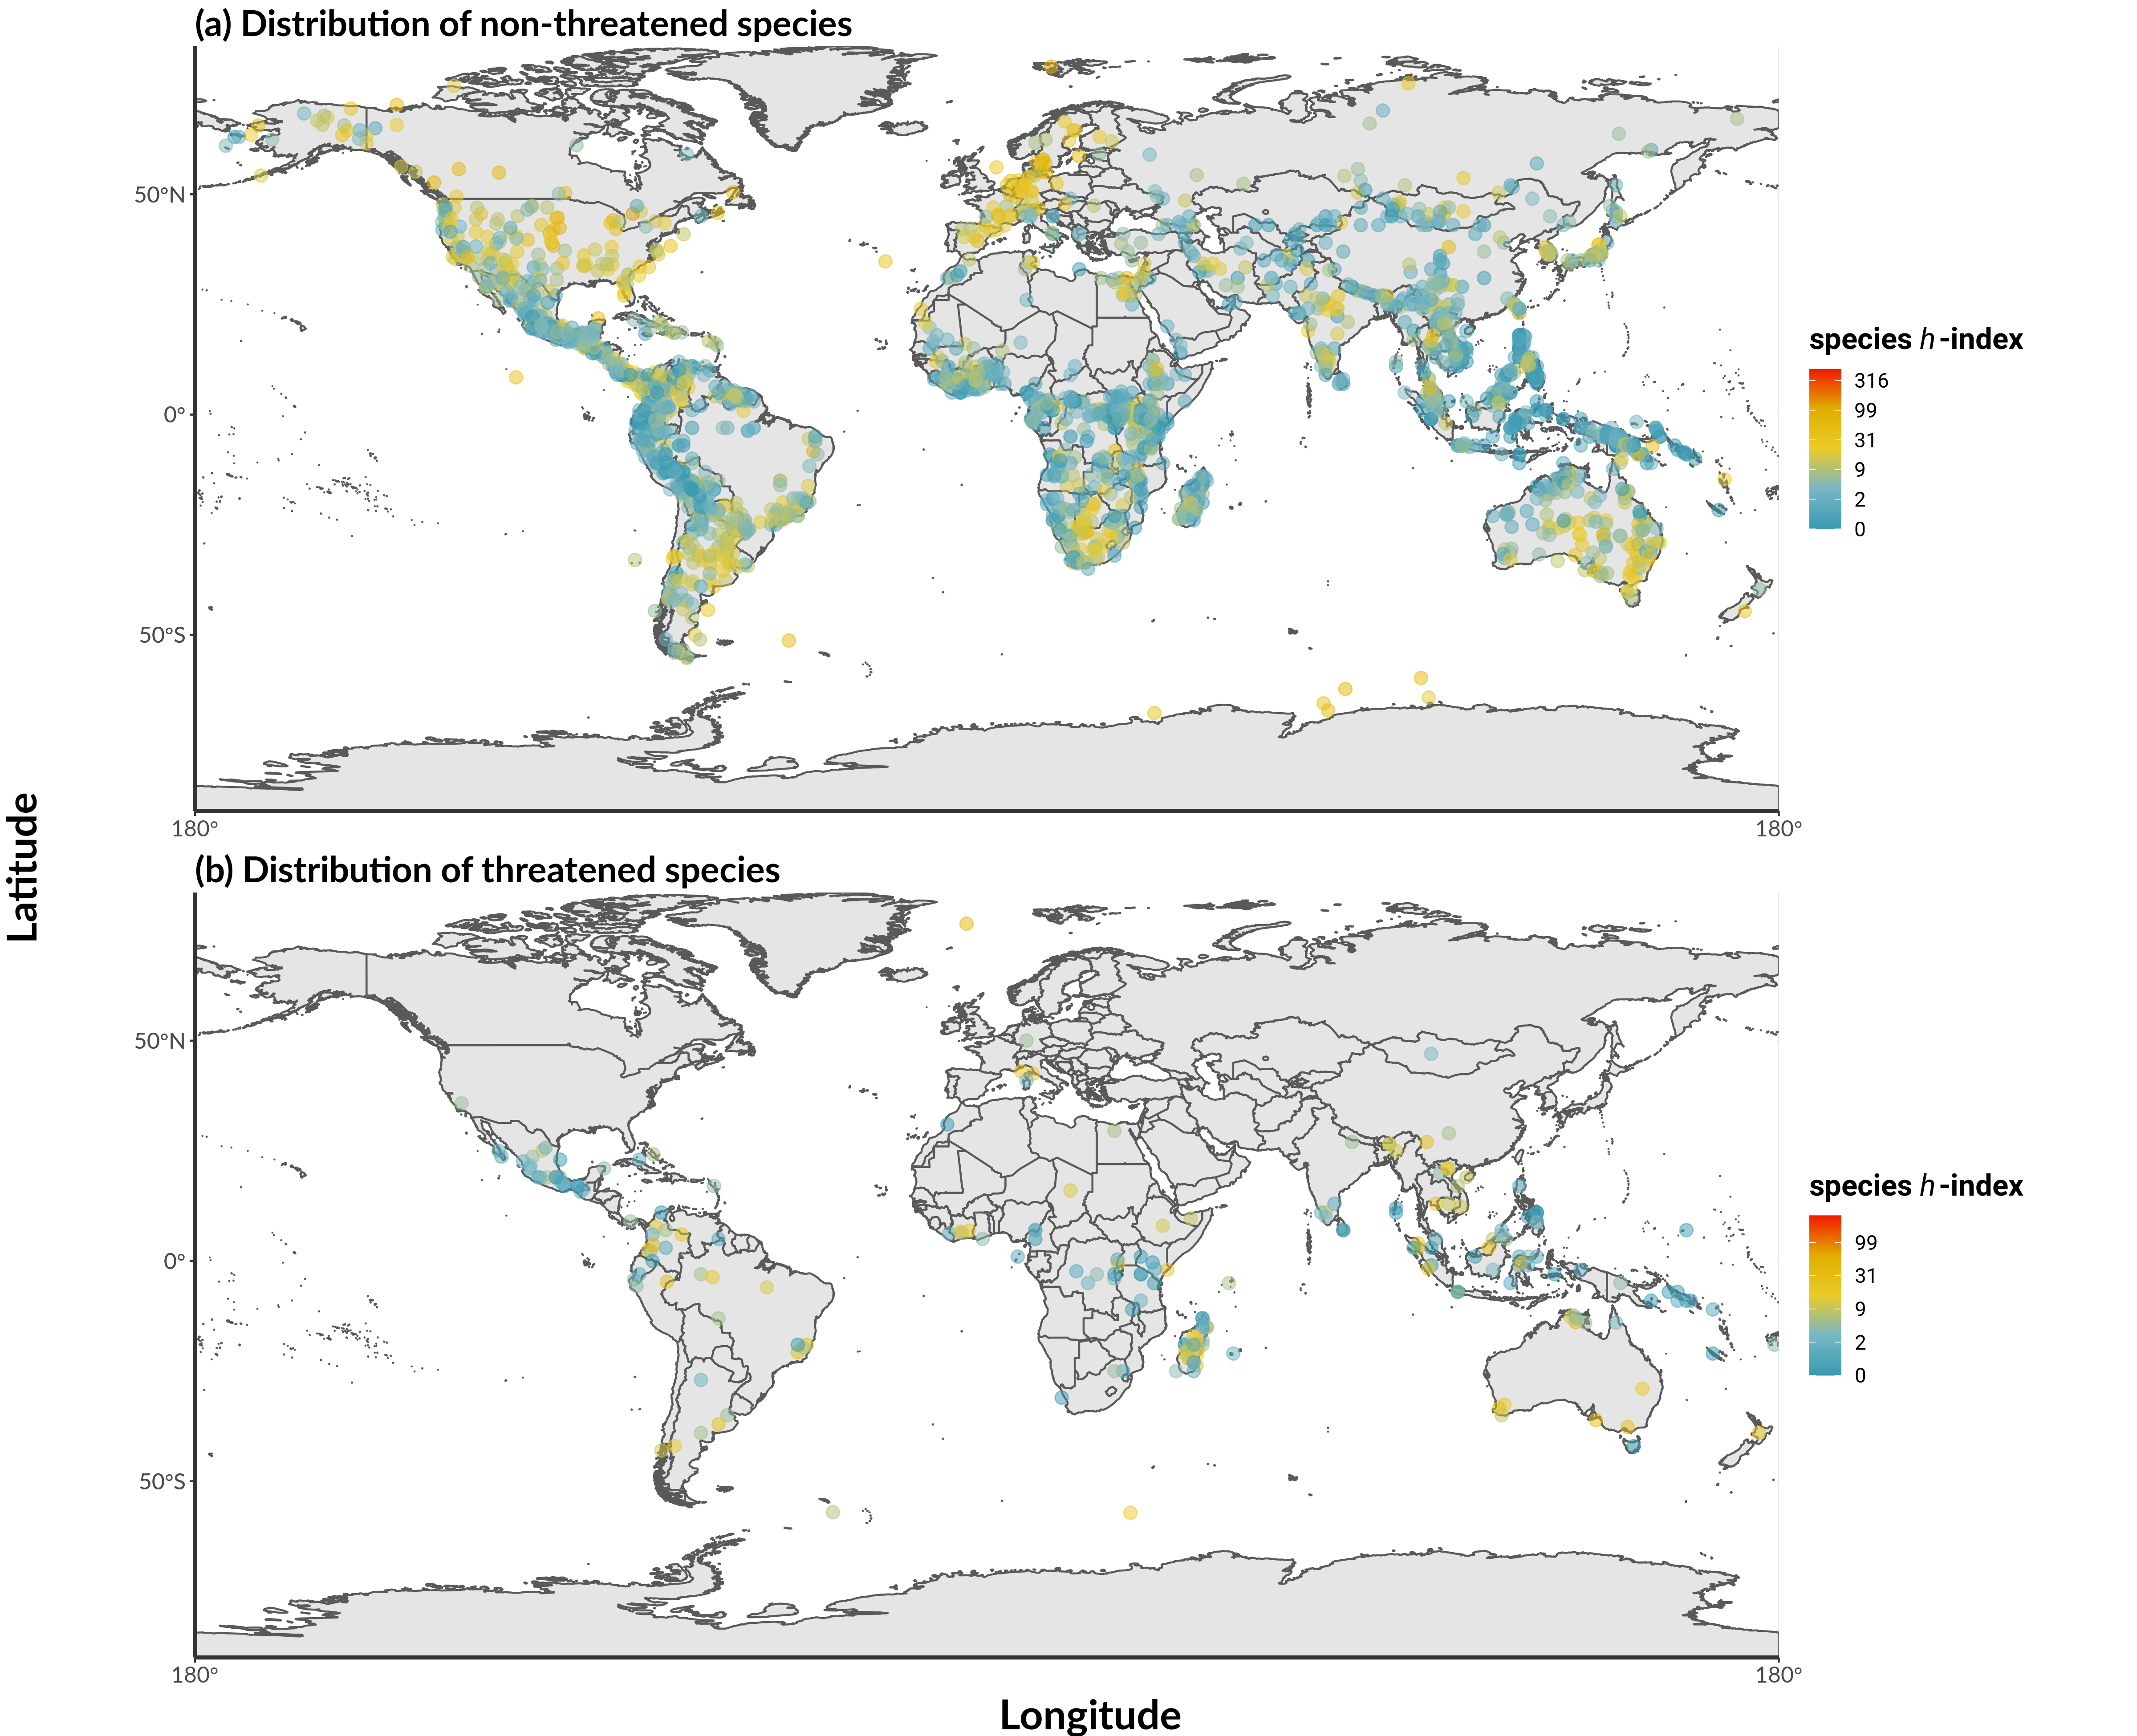 (a) Distribution of non-threatened species
50°N
0°
50°S
180°
180°
species h-index
316
99
31
9
2
0
Latitude
(b) Distribution of threatened species
50°N
0°
50°S
180°
180°
species h-index
99
31
9
2
0
Longitude